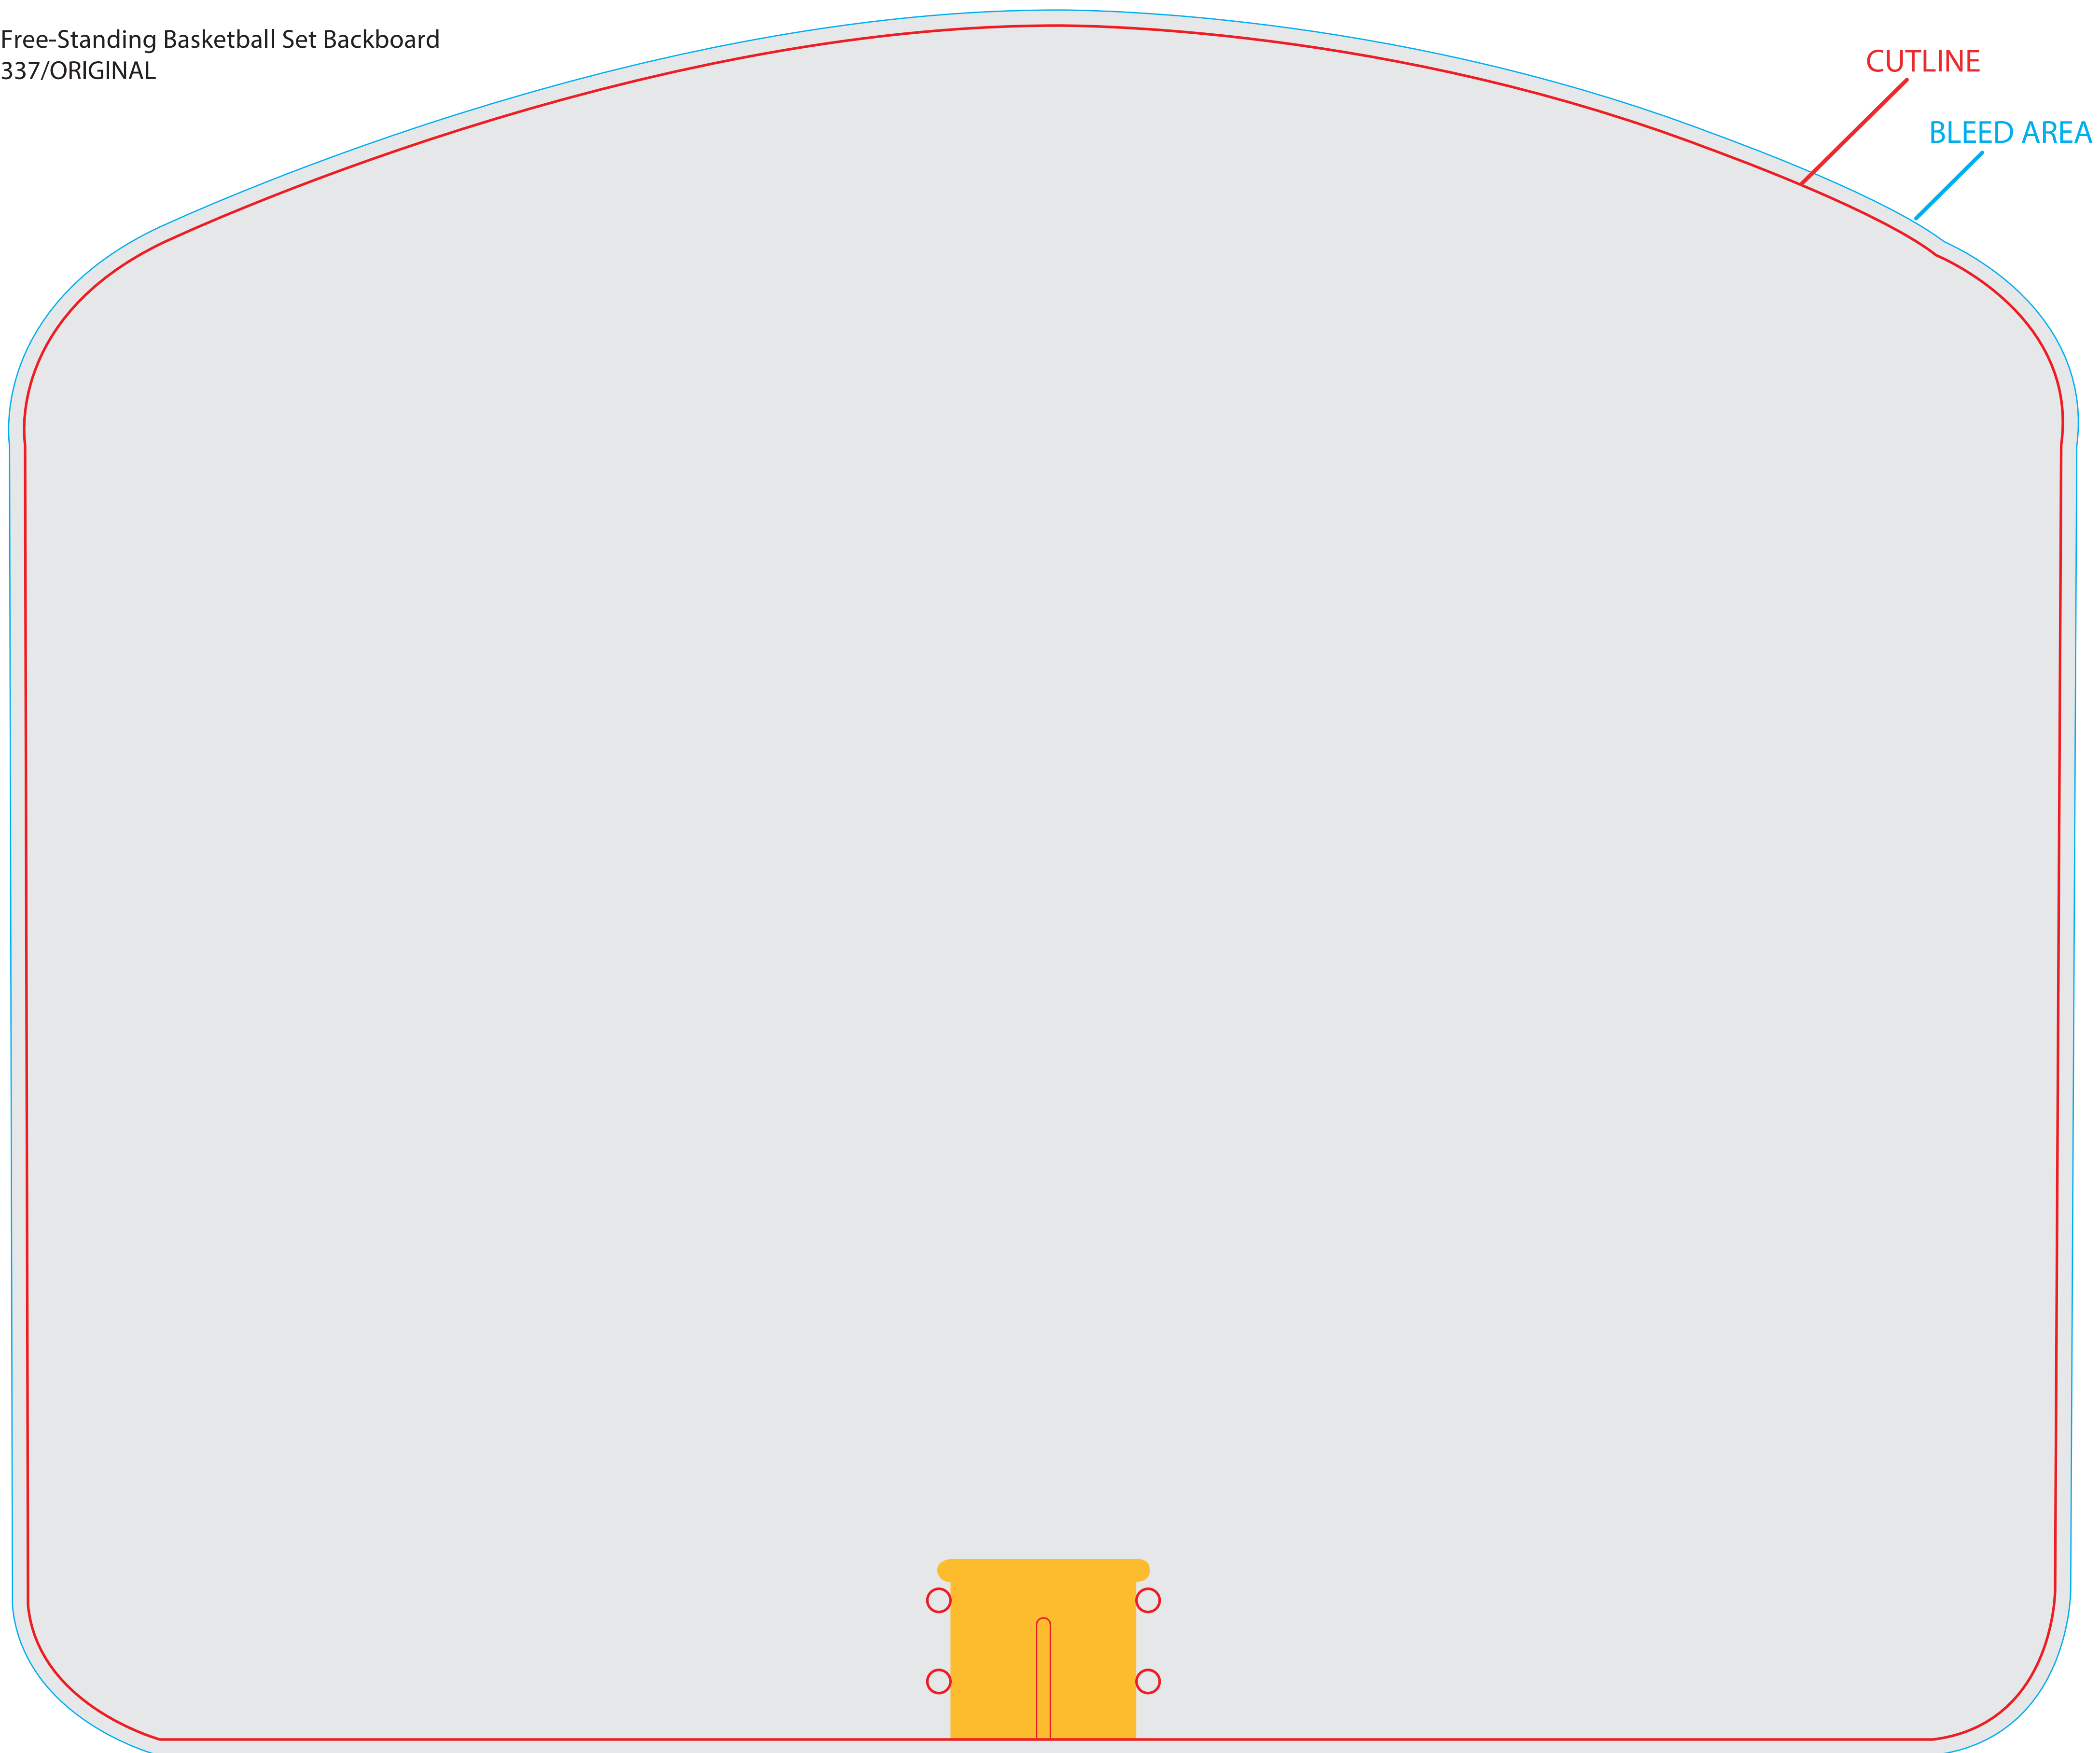 Free-Standing Basketball Set Backboard
337/ORIGINAL
CUTLINE
BLEED AREA